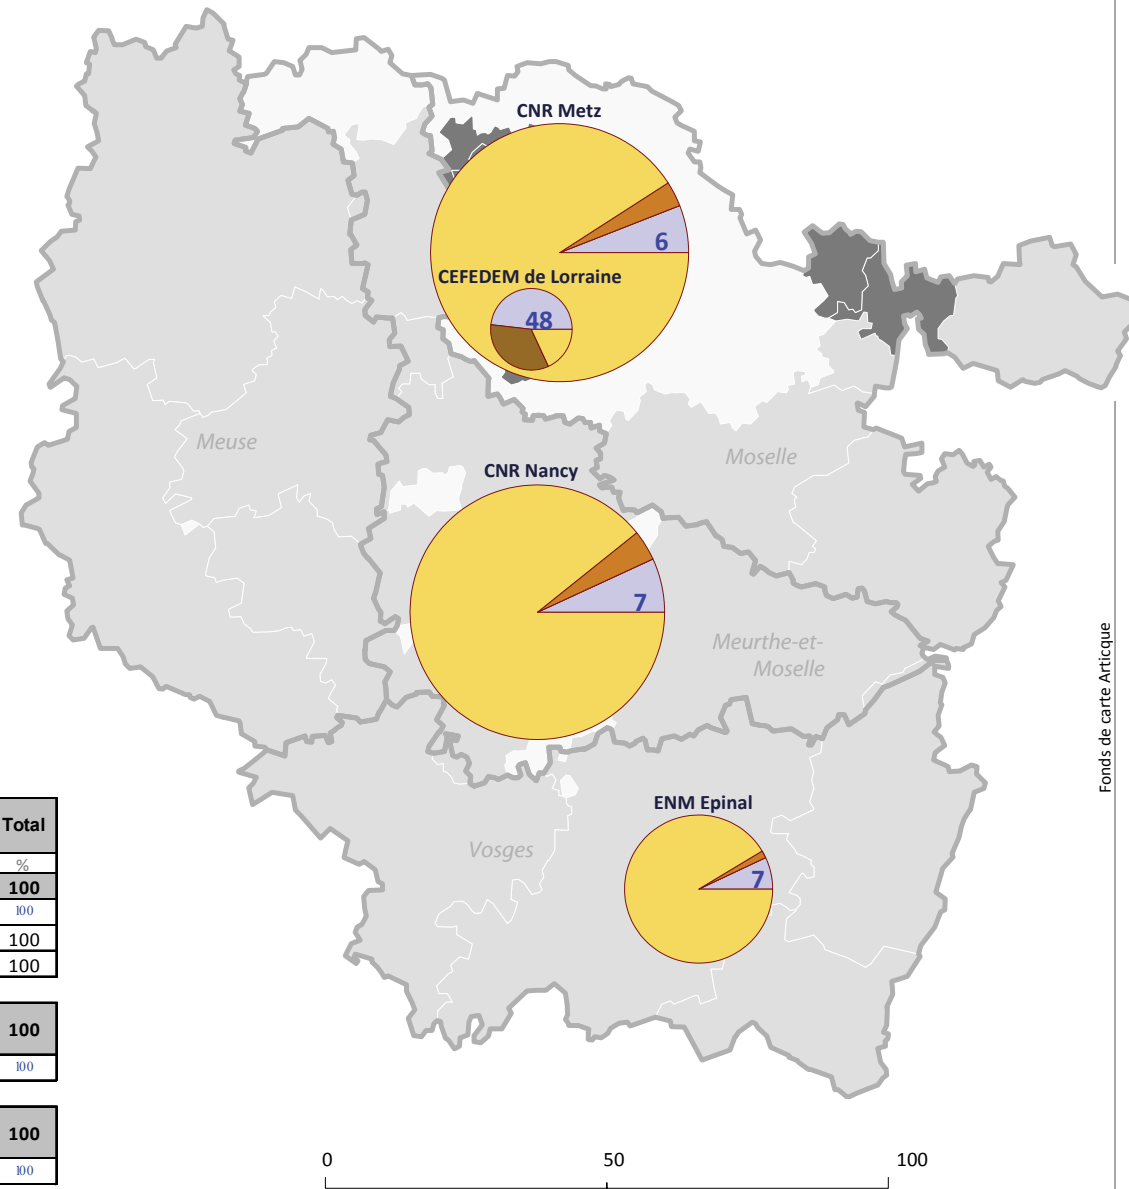 CNR Metz
6
CEFEDEM de Lorraine
48
Meuse
Moselle
CNR Nancy
7
Meurthe-et-
Moselle
Fonds de carte Articque
ENM Epinal
7
Vosges
Total
%
100
100
100
100
100
100
100
100
0 50 100